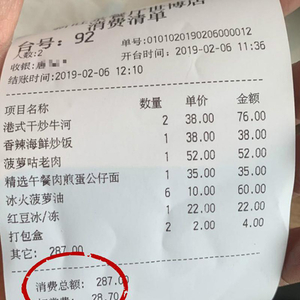 消费清单
台号: 92
人数:2
单号:0101020190206000012
收银:
开台时间:2019-02-06 11:36
结账时间:2019-02-06 12:10
项目名称 数量 单价 金额
港式干炒牛河 2 38.00 76.00
香辣海鲜炒饭 1 38.00 38.00
菠萝咕老肉 1 52.00 52.00
精选午餐肉煎蛋公仔面 1 35.00 35.00
冰火菠萝油 6 10.00 60.00
红豆冰/冻 1 22.00 22.00
打包盒 2 2.00 4.00
其它: 287.00
消费总额: 287.00
28.70